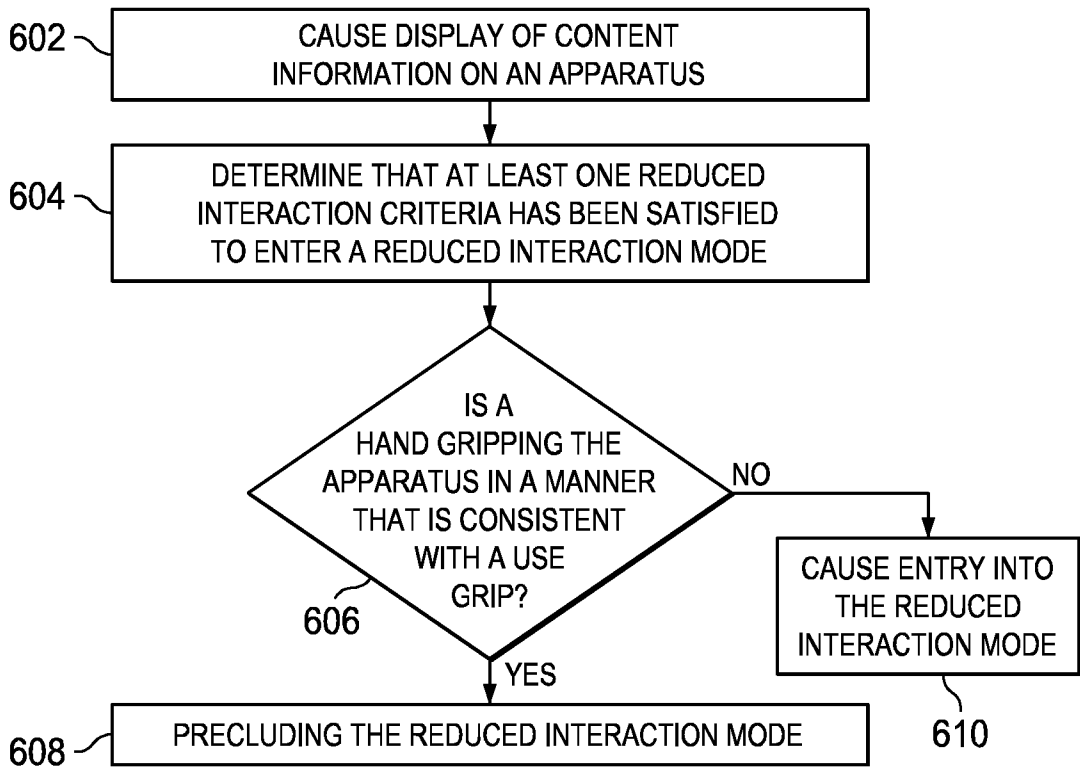 602
CAUSE DISPLAY OF CONTENT
INFORMATION ON AN APPARATUS
604
DETERMINE THAT AT LEAST ONE REDUCED
INTERACTION CRITERIA HAS BEEN SATISFIED
TO ENTER A REDUCED INTERACTION MODE
IS A
HAND GRIPPING THE
APPARATUS IN A MANNER
THAT IS CONSISTENT
WITH A USE
GRIP?
606
NO
CAUSE ENTRY INTO
THE REDUCED
INTERACTION MODE
610
YES
608
PRECLUDING THE REDUCED INTERACTION MODE